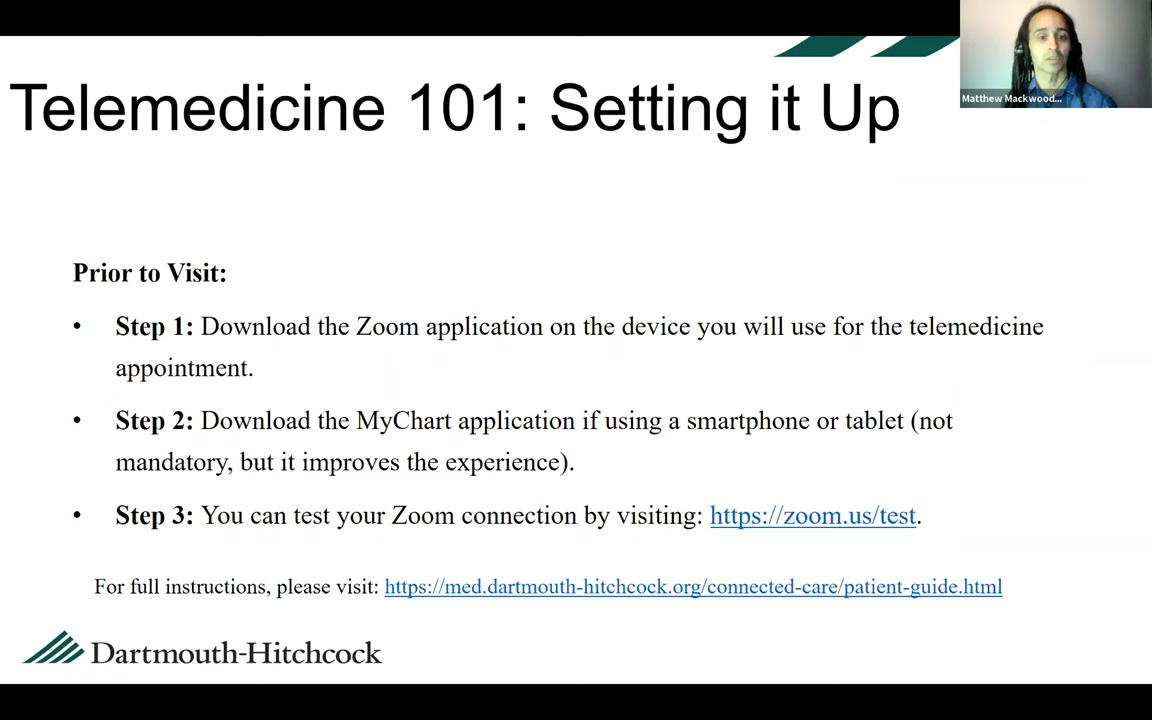 Telemedicine 101: Setting it Up
Matthew Mackwood...
Prior to Visit:
• Step 1: Download the Zoom application on the device you will use for the telemedicine
appointment.
• Step 2: Download the MyChart application if using a smartphone or tablet (not
mandatory, but it improves the experience).
• Step 3: You can test your Zoom connection by visiting: https://zoom.us/test.
For full instructions, please visit: https://med.dartmouth-hitchcock.org/connected-care/patient-guide.html
Dartmouth-Hitchcock